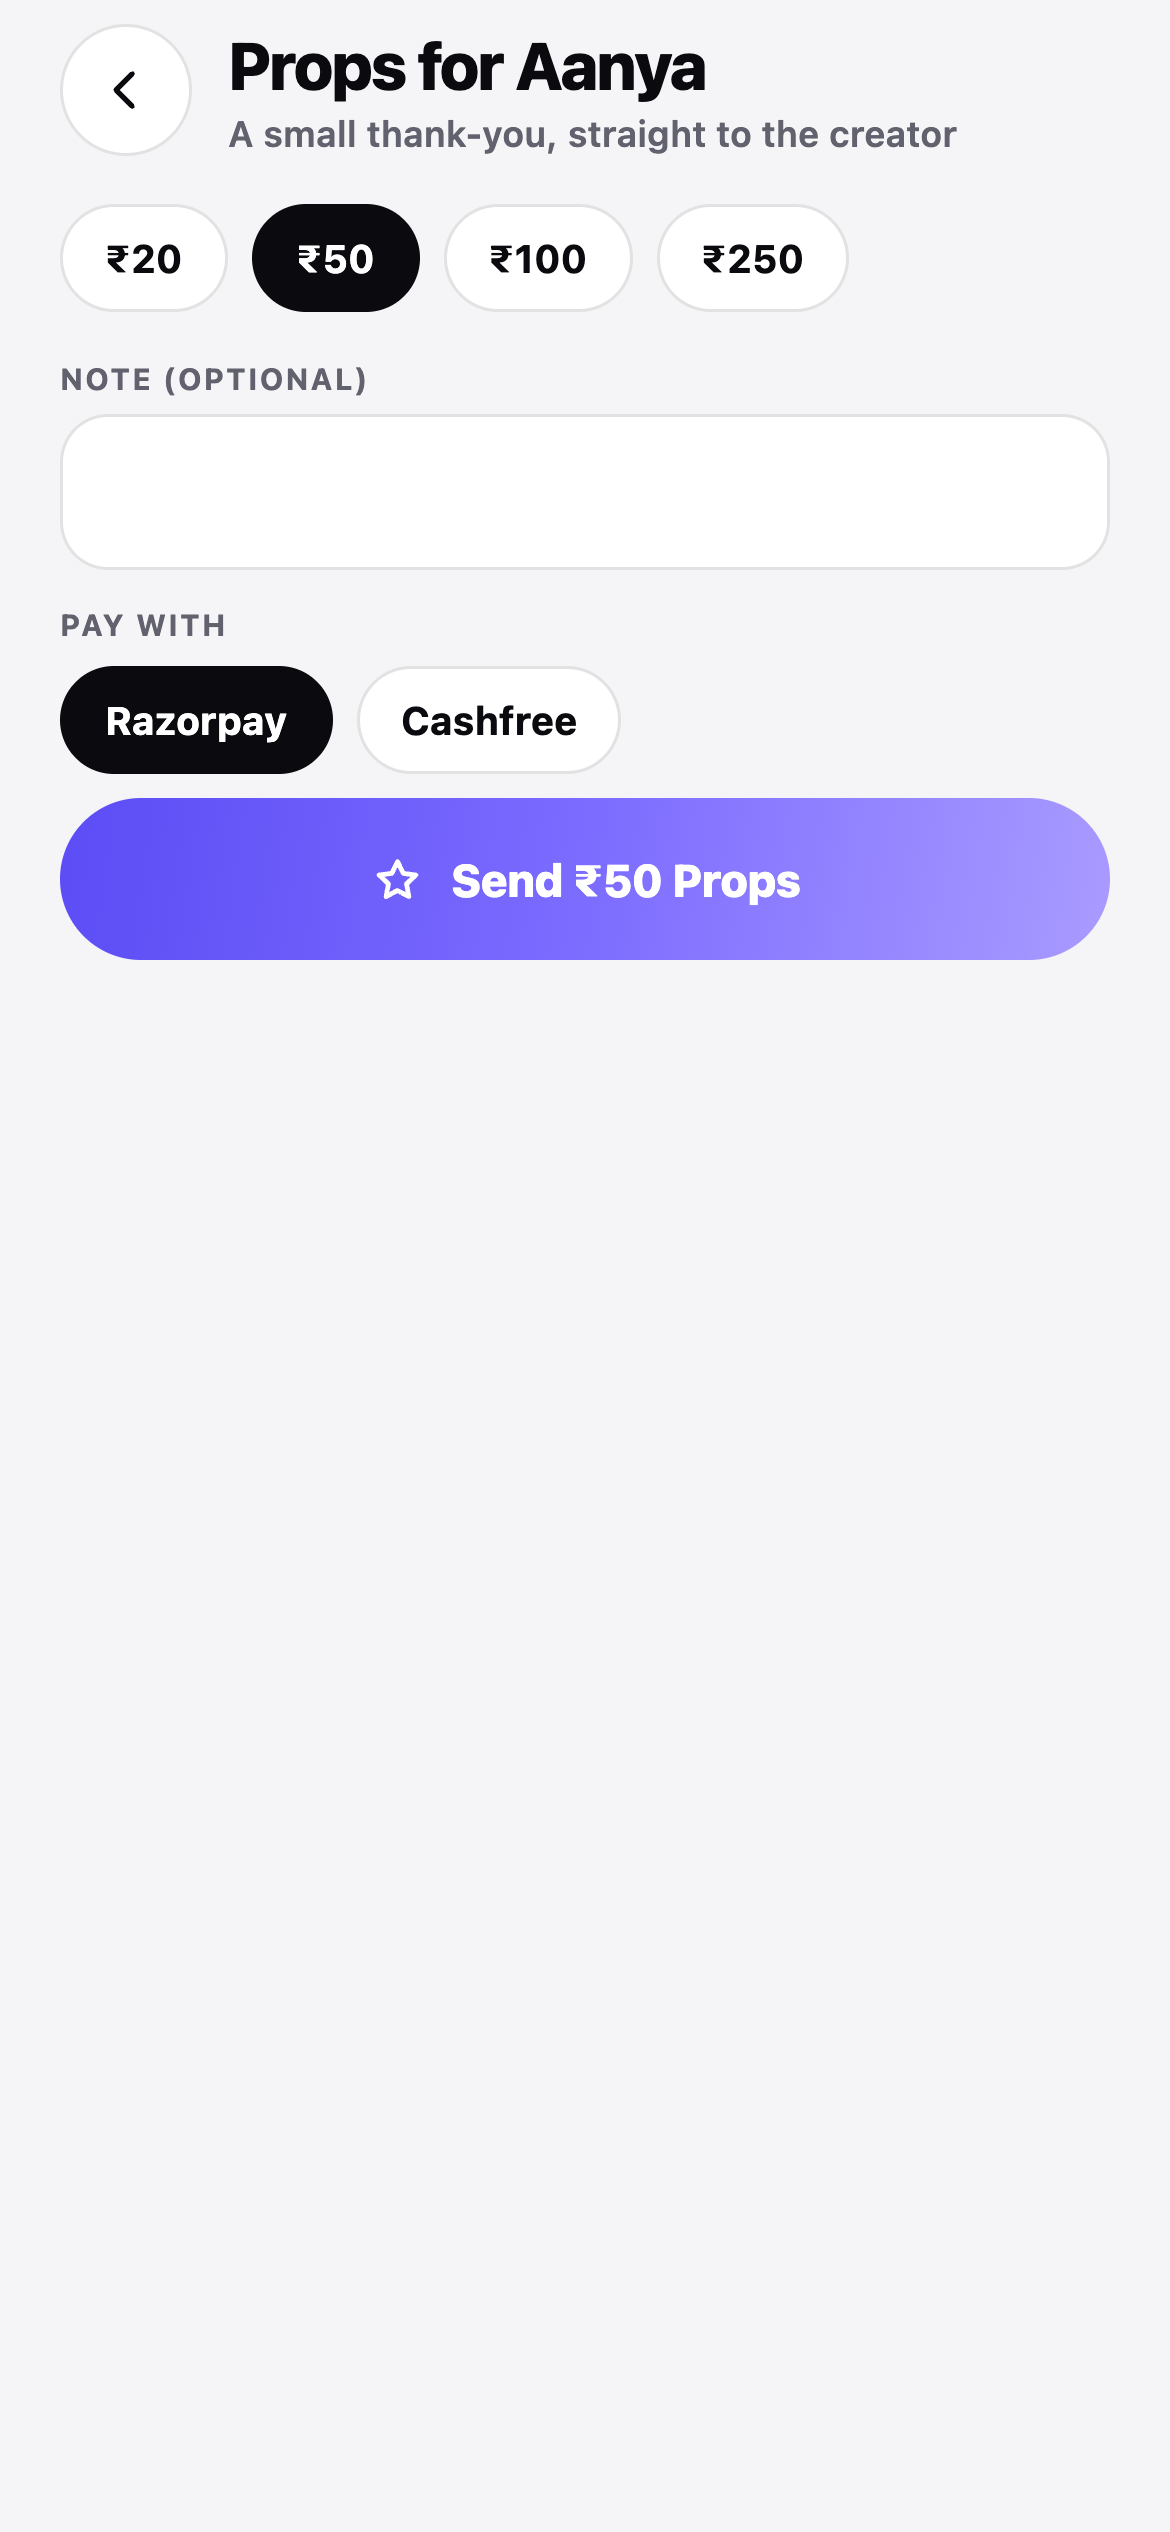 Props for Aanya
A small thank-you, straight to the creator
₹20 ₹50 ₹100 ₹250
NOTE (OPTIONAL)
PAY WITH
Razorpay Cashfree
Send ₹50 Props